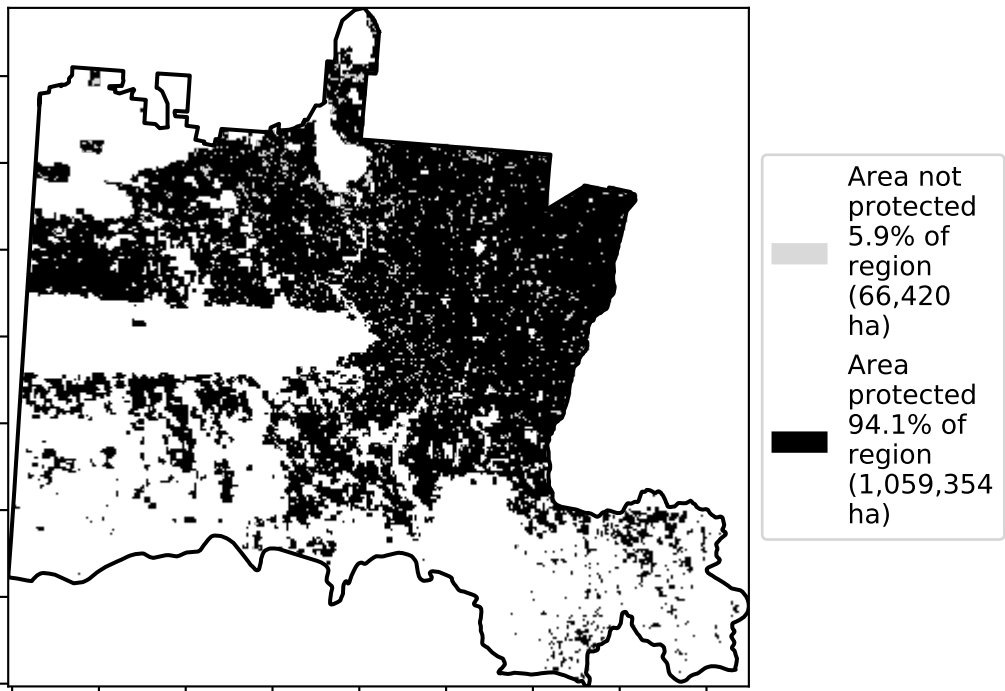 Area not
protected
5.9% of
region
(66,420
ha)
Area
protected
94.1% of
region
(1,059,354
ha)